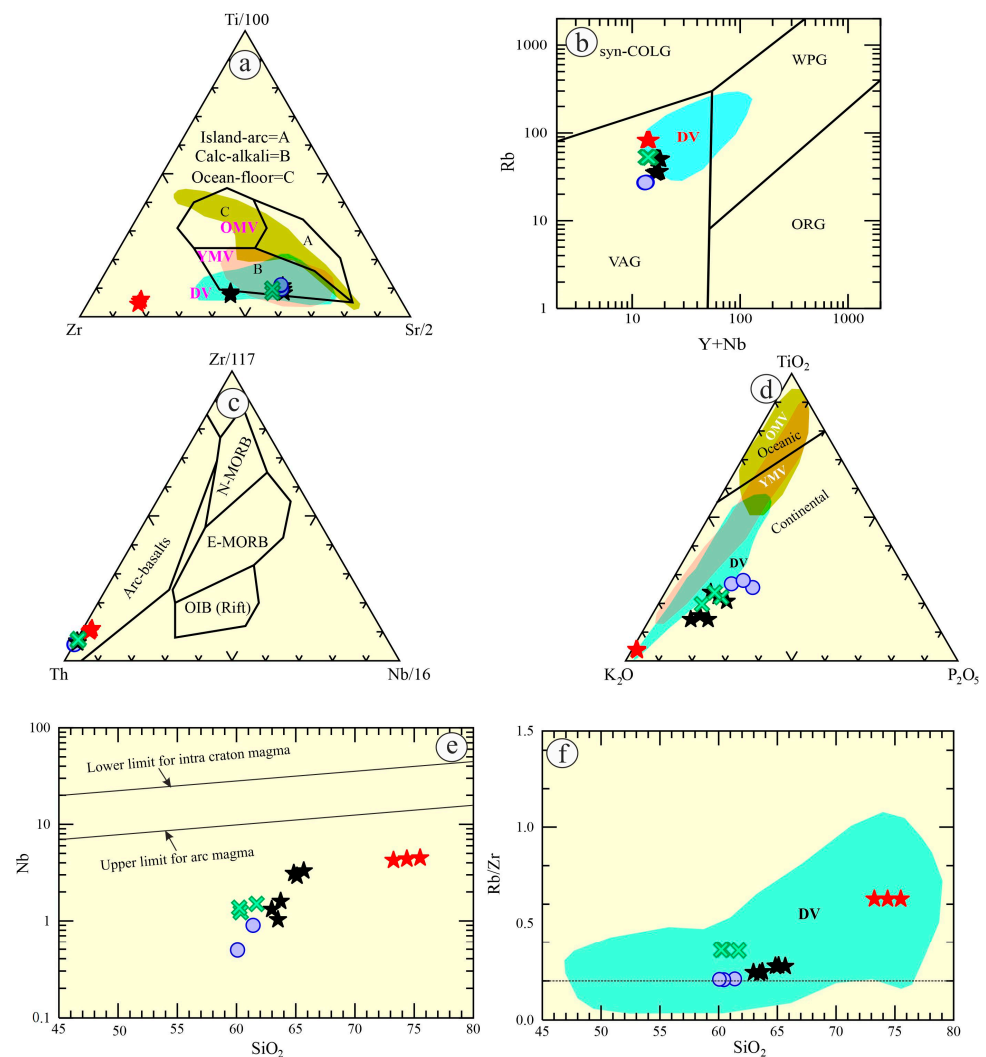 Ti/100
a
Island-arc=A
Calc-alkali=B
Ocean-floor=C
C
OMV
A
YMV
B
DV
Zr
Sr/2
b
syn-COLG
WPG
DV
VAG
ORG
Rb
1000
100
10
1
10
100
1000
Y+Nb
Zr/117
c
N-MORB
Arc-basalts
E-MORB
OIB (Rift)
Th
Nb/16
TiO₂
d
OMV
Oceanic
YMV
Continental
DV
K₂O
P₂O₅
e
Lower limit for intra craton magma
Upper limit for arc magma
Nb
100
10
1
0.1
45
50
55
60
65
70
75
80
SiO₂
f
DV
Rb/Zr
1.5
1.0
0.5
0.0
45
50
55
60
65
70
75
80
SiO₂